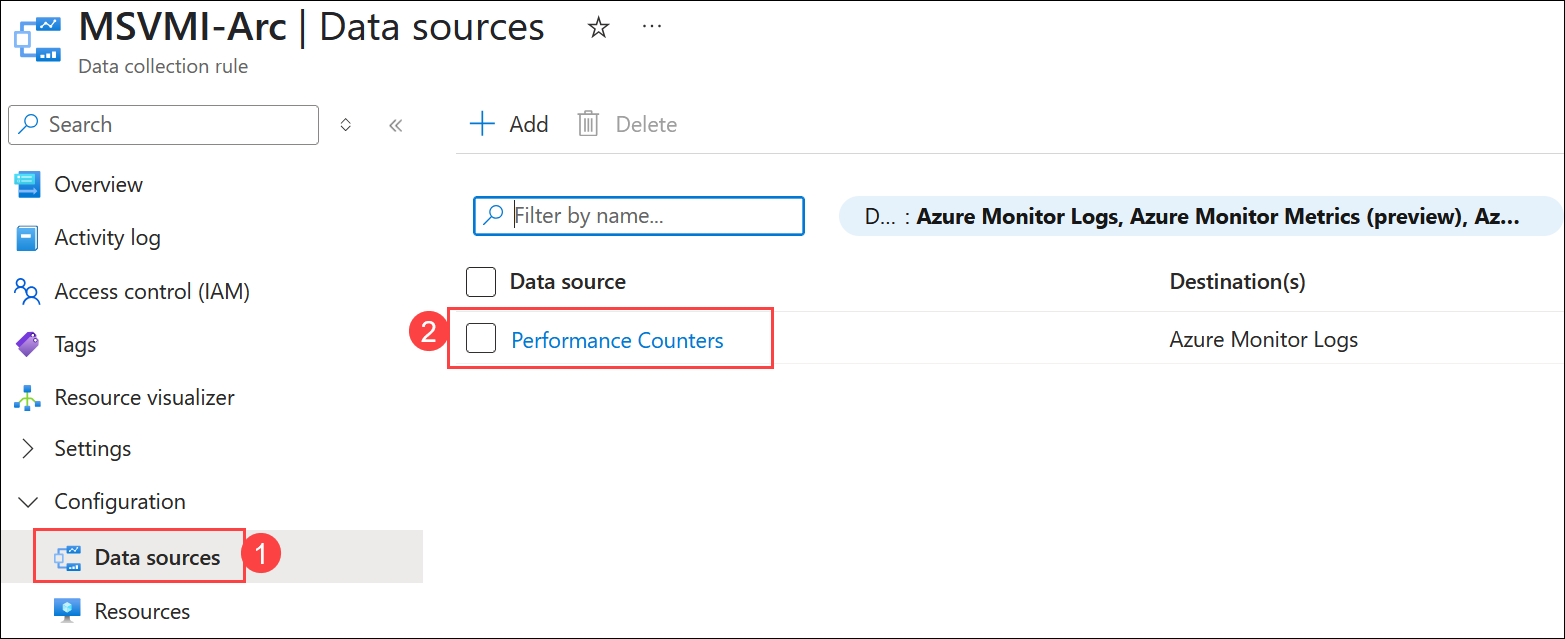 MSVMI-Arc | Data sources
Data collection rule
Search
Add
Delete
Overview
Activity log
Access control (IAM)
Tags
Resource visualizer
Settings
Configuration
Data sources
1
Resources
Filter by name...
D... : Azure Monitor Logs, Azure Monitor Metrics (preview), Az...
Data source
Destination(s)
2
Performance Counters
Azure Monitor Logs